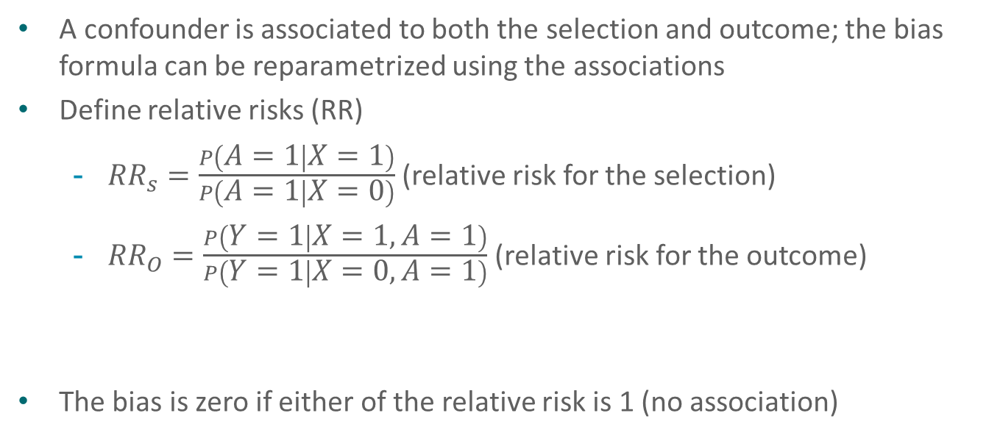 • A confounder is associated to both the selection and outcome; the bias
formula can be reparametrized using the associations
• Define relative risks (RR)
- RR_S = P(A = 1|X = 1) / P(A = 1|X = 0) (relative risk for the selection)
- RR_O = P(Y = 1|X = 1, A = 1) / P(Y = 1|X = 0, A = 1) (relative risk for the outcome)
• The bias is zero if either of the relative risk is 1 (no association)